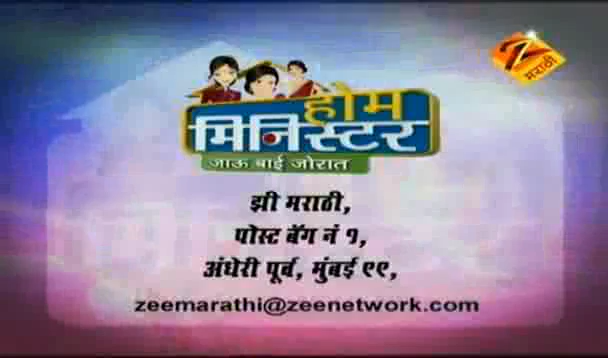 मराठी
होम
मिनिस्टर
जाऊ बाई जोरात
झी मराठी,
पोस्ट बॅग नं १,
अंधेरी पूर्व, मुंबई ९९,
zeemarathi@zeenetwork.com